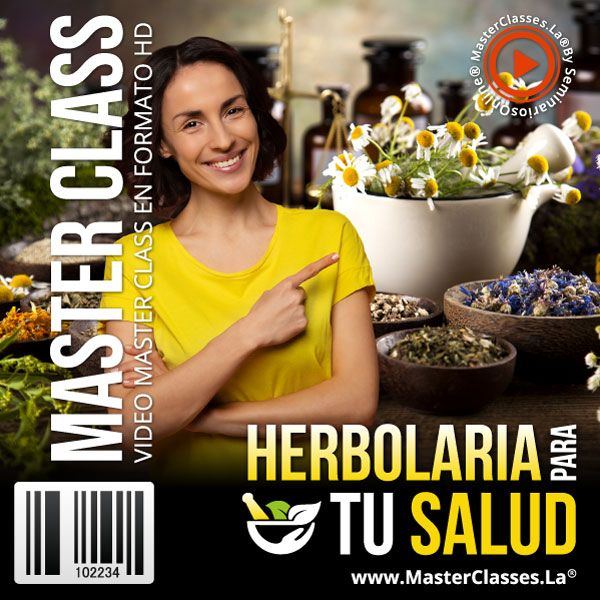 MASTER CLASS
VIDEO MASTER CLASS EN FORMATO HD
MasterClasses.La® By SeminariosOnline®
HERBOLARIA PARA
TU SALUD
102234
www.MasterClasses.La®